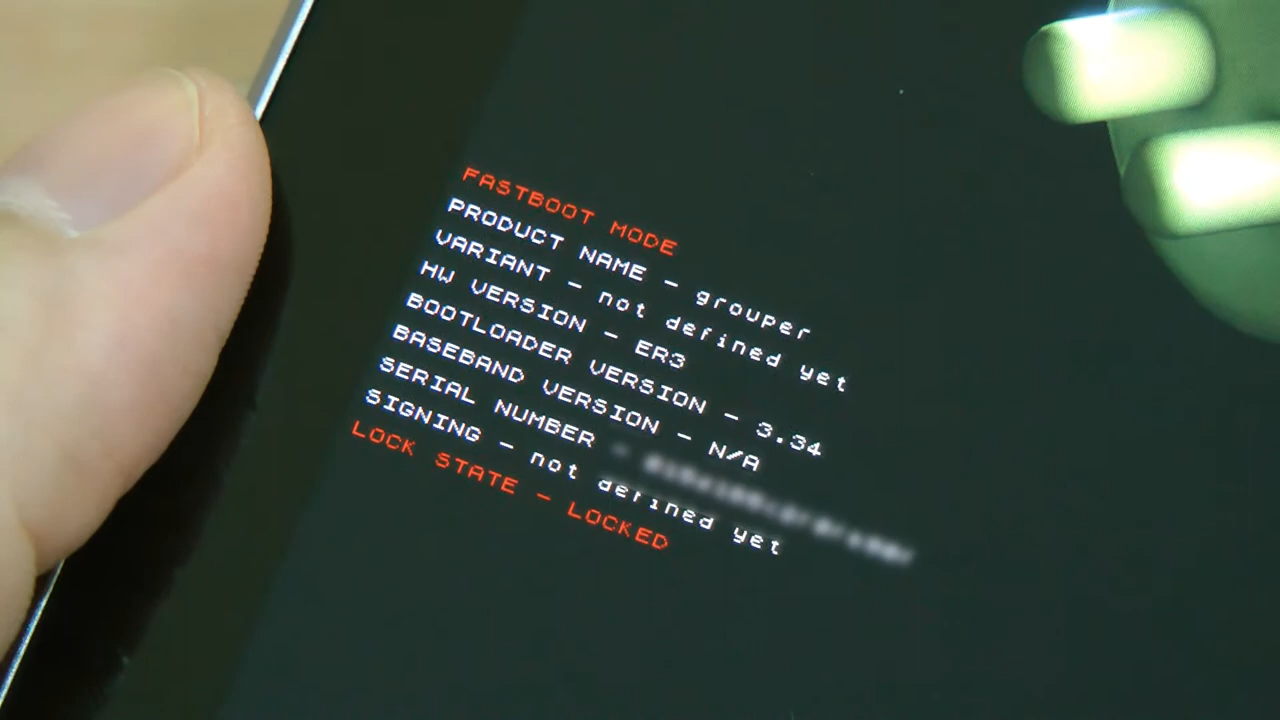 FASTBOOT MODE
PRODUCT NAME - grouper
VARIANT - not defined yet
HW VERSION - ER3
BOOTLOADER VERSION - 3.34
BASEBAND VERSION - N/A
SERIAL NUMBER -
SIGNING - not defined yet
LOCK STATE - LOCKED